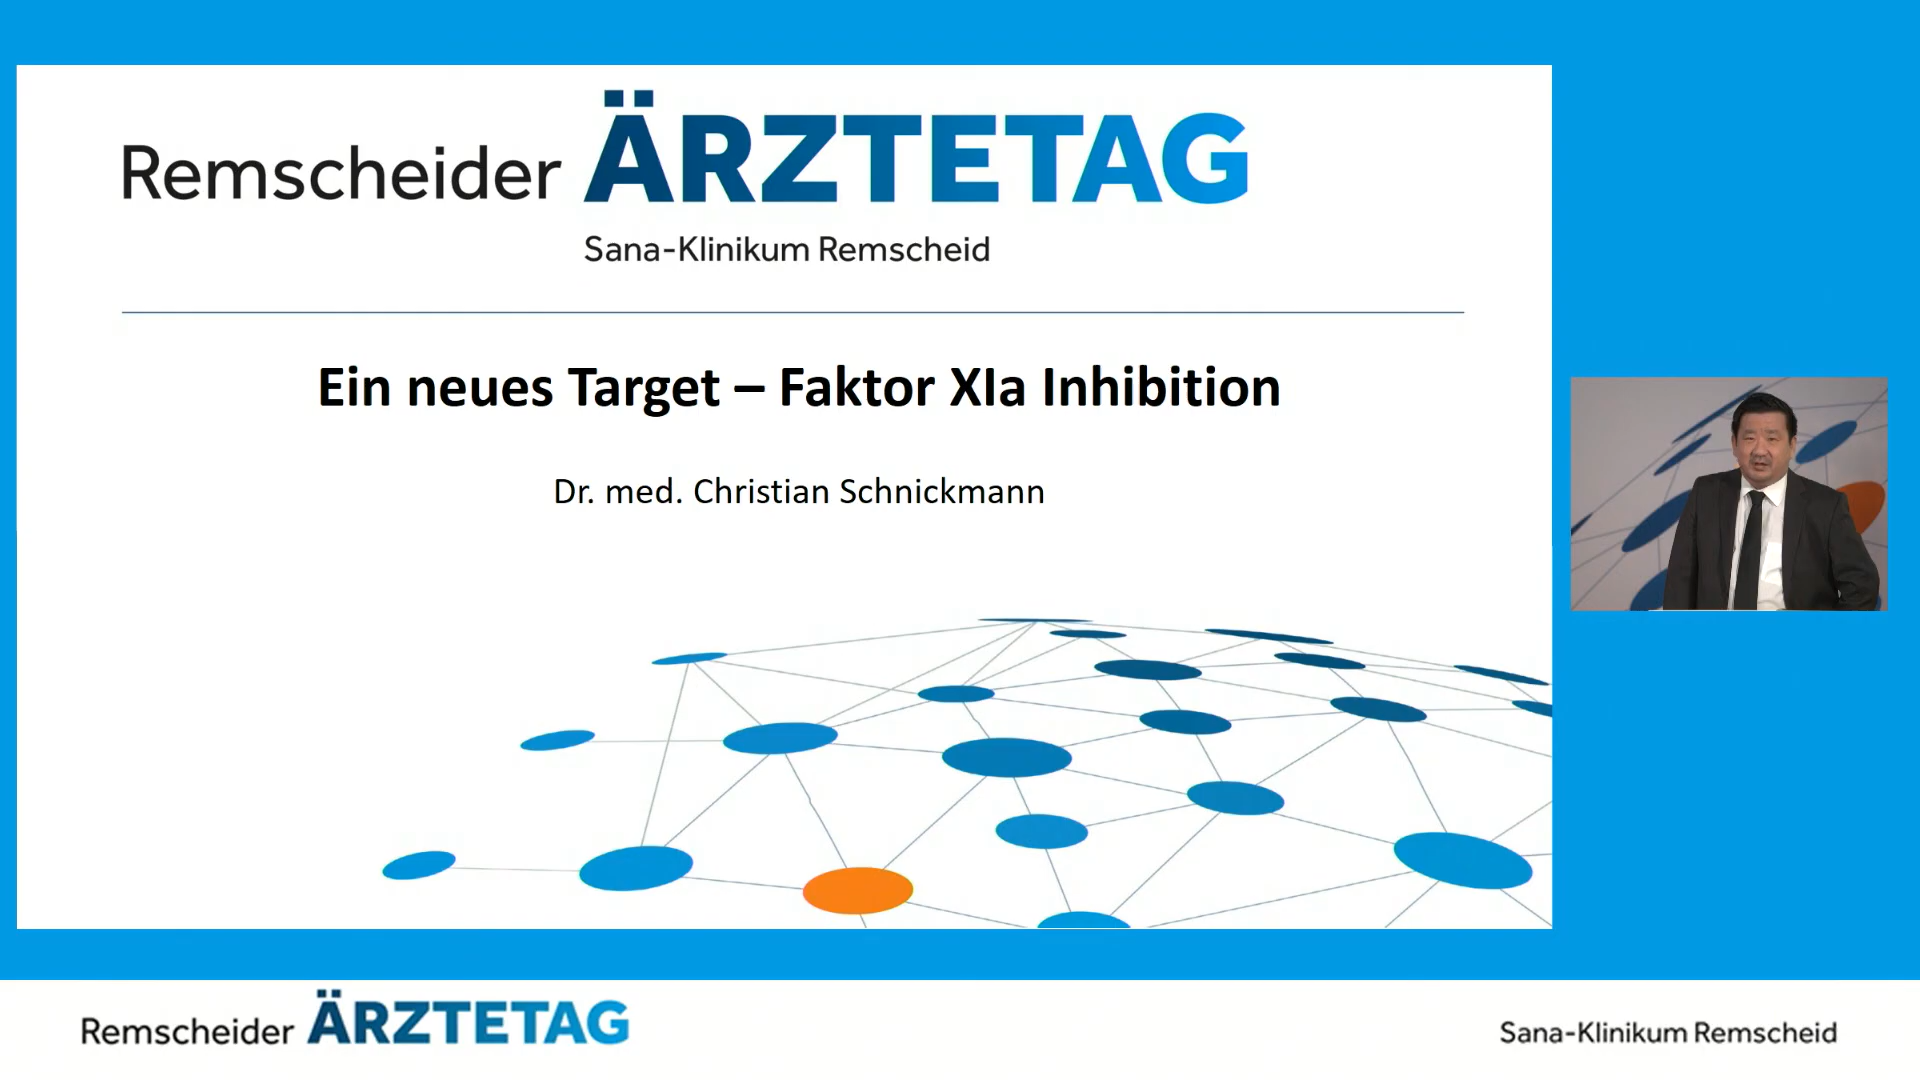 Remscheider ÄRZTETAG
Sana-Klinikum Remscheid
Ein neues Target – Faktor XIa Inhibition
Dr. med. Christian Schnickmann
Remscheider ÄRZTETAG
Sana-Klinikum Remscheid